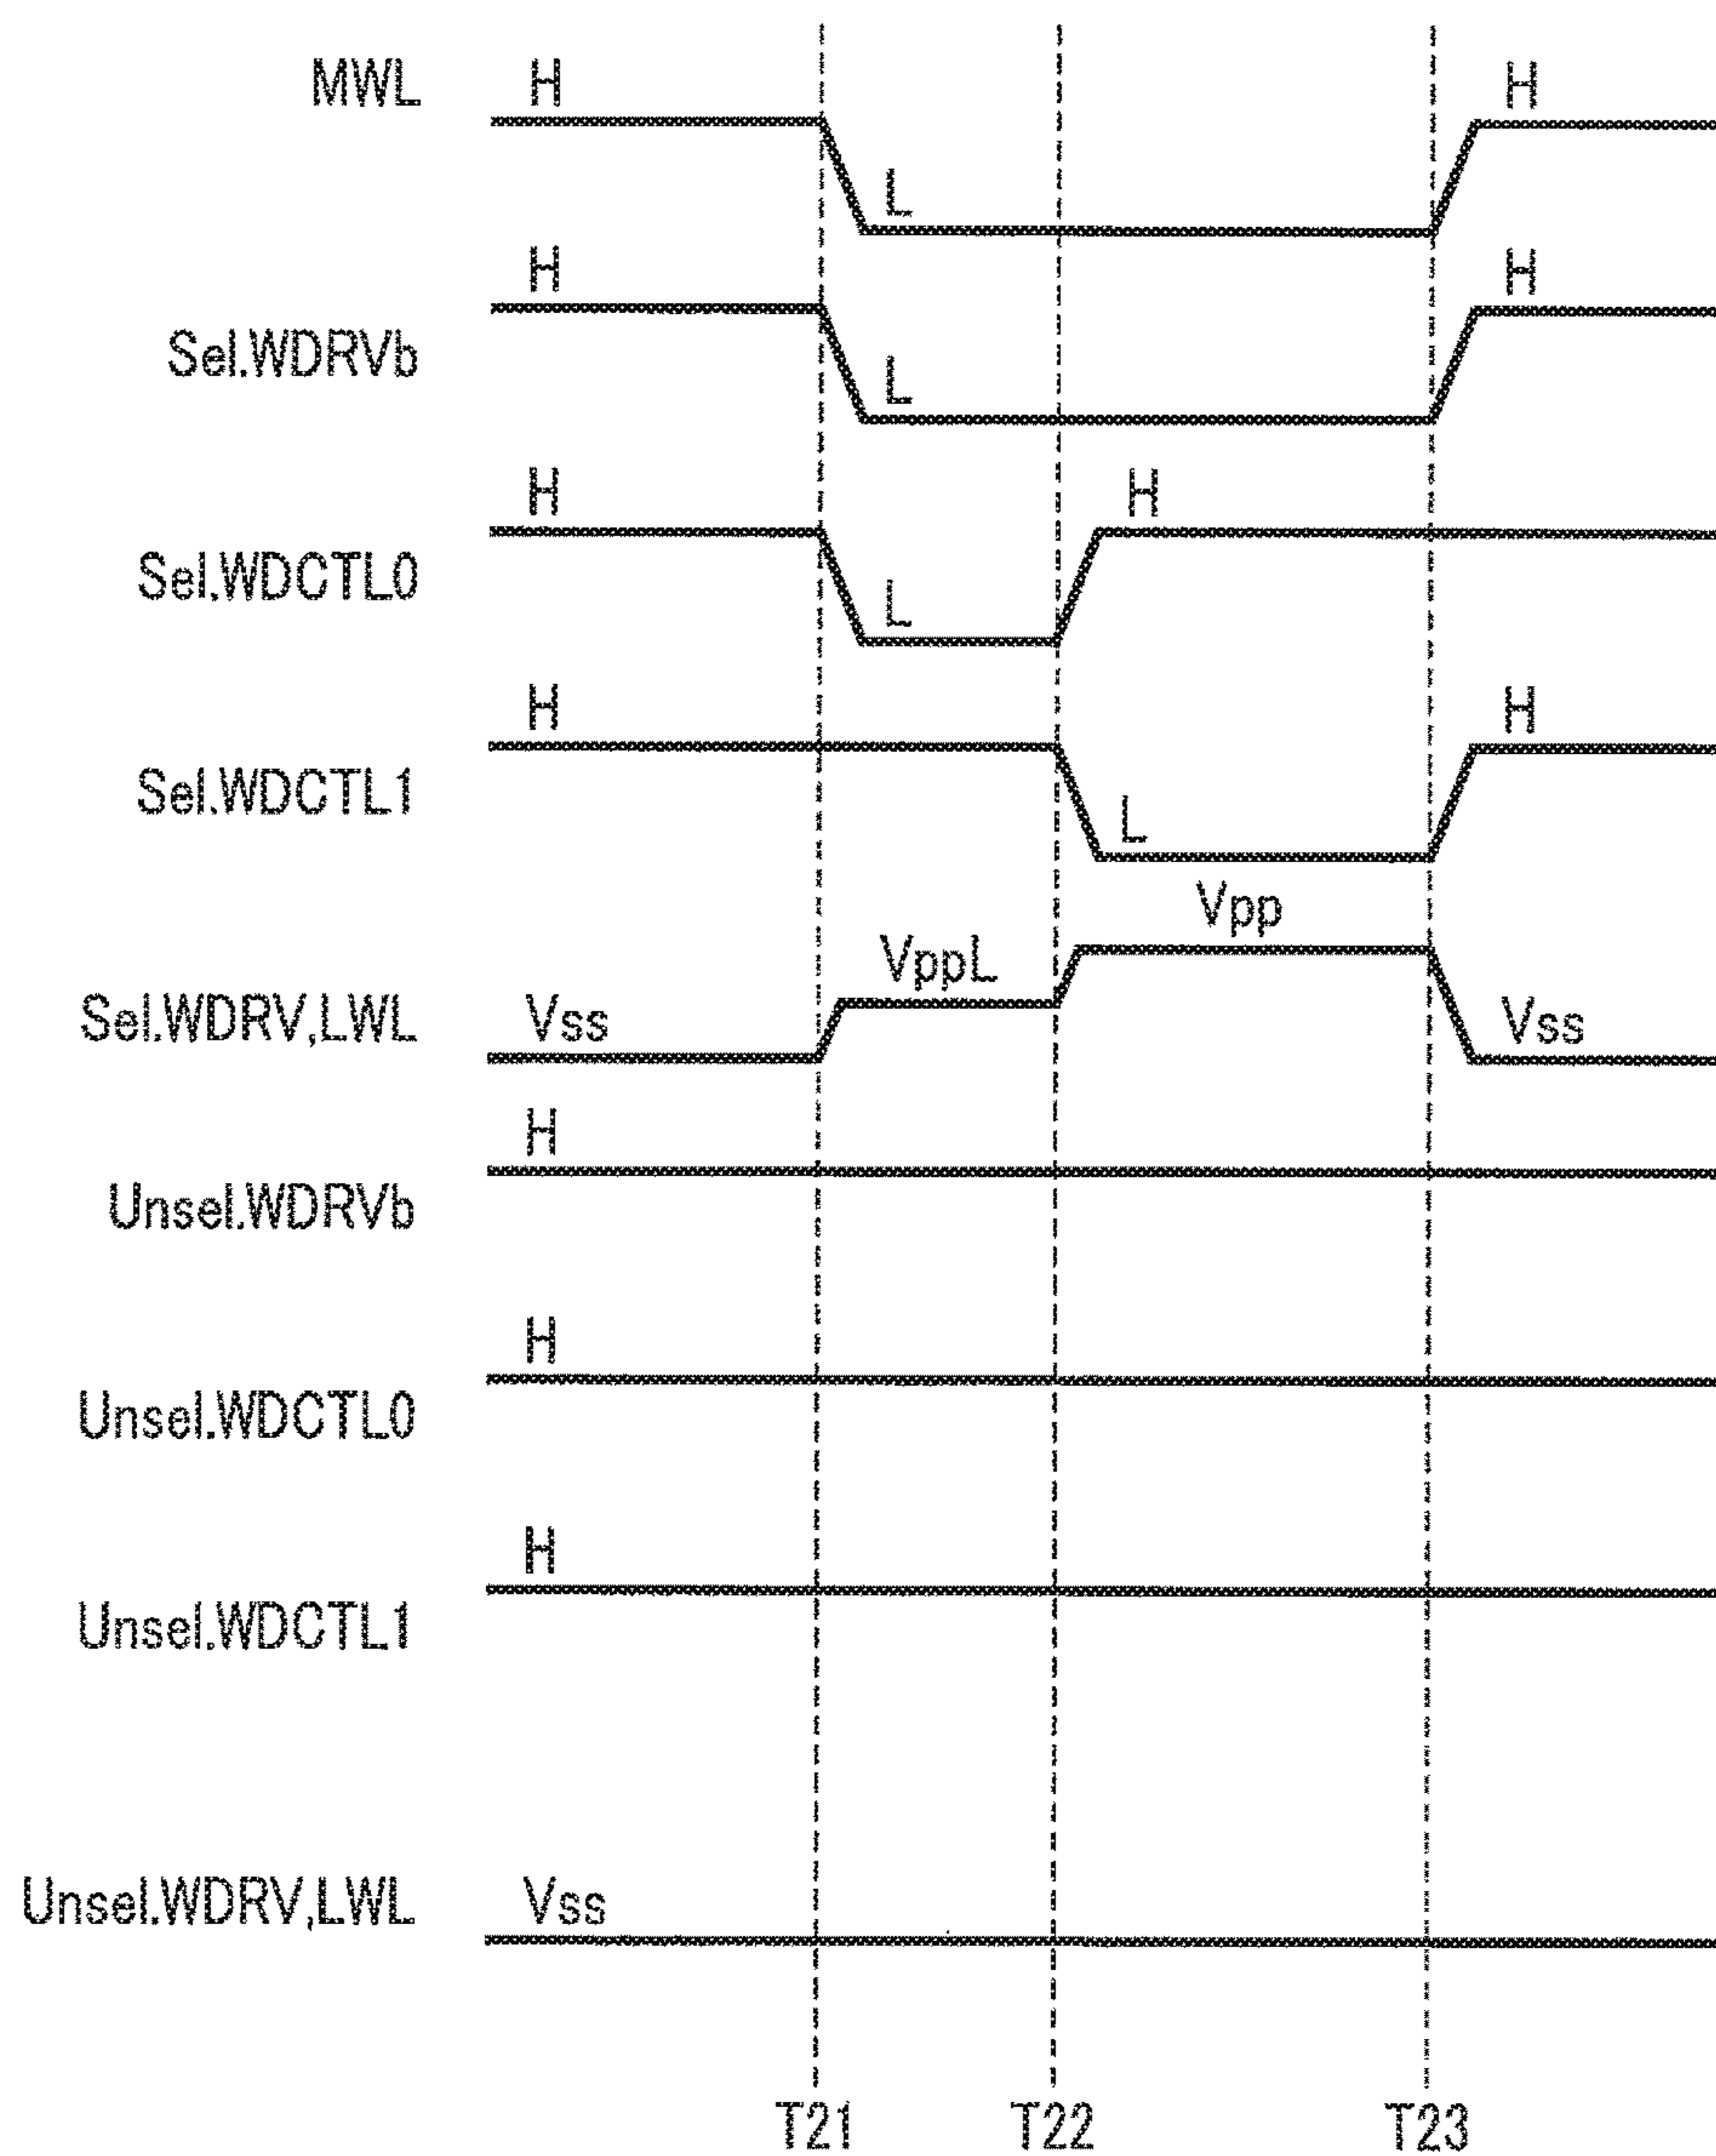 MWL H H
L
Sel.WDRVb H H
L
Sel.WDCTL0 H H
L
Sel.WDCTL1 H H
L
Vpp
VppL
Sel.WDRV,LWL Vss Vss
H
Unsel.WDRVb
H
Unsel.WDCTL0
H
Unsel.WDCTL1
Unsel.WDRV,LWL Vss
T21 T22 T23